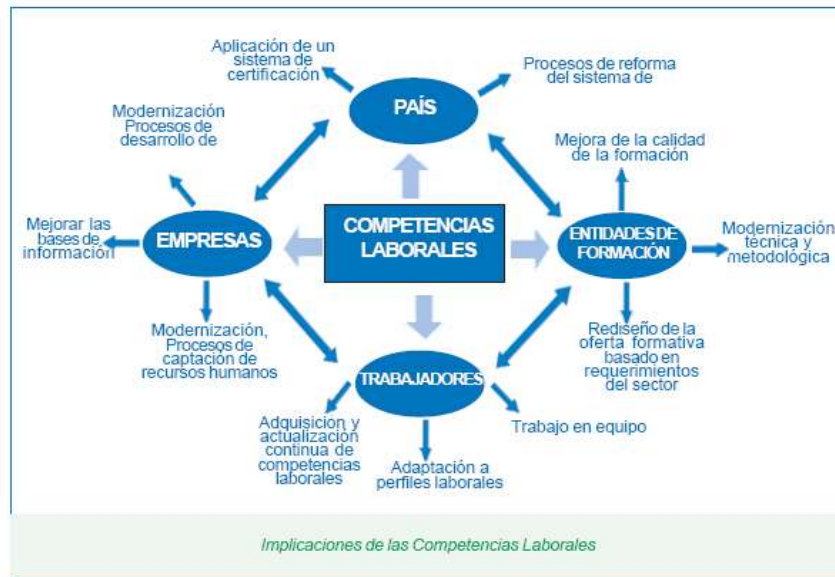 Aplicación de un
sistema de
certificación
Procesos de reforma
del sistema de
PAÍS
Modernización
Procesos de
desarrollo de
Mejora de la calidad
de la formación
Mejorar las
bases de
información
EMPRESAS
COMPETENCIAS
LABORALES
ENTIDADES DE
FORMACIÓN
Modernización
técnica y
metodológica
Modernización,
Procesos de
captación de
recursos humanos
Rediseño de la
oferta formativa
basado en
requerimientos
del sector
TRABAJADORES
Adquisición y
actualización
continua de
competencias
laborales
Adaptación a
perfiles laborales
Trabajo en equipo
Implicaciones de las Competencias Laborales